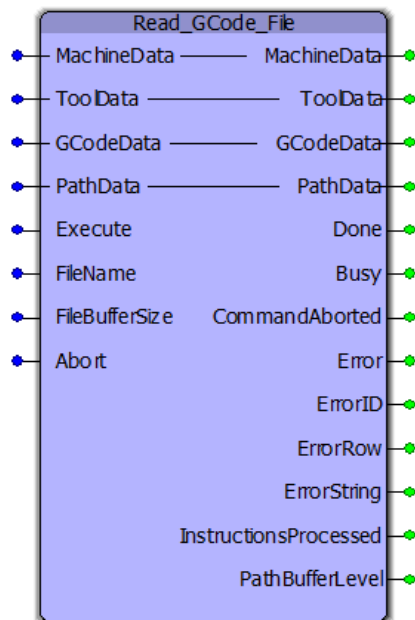 Read_GCode_File
MachineData MachineData
ToolData ToolData
GCodeData GCodeData
PathData PathData
Execute Done
FileName Busy
FileBufferSize CommandAborted
Abort Error
ErrorID
ErrorRow
ErrorString
InstructionsProcessed
PathBufferLevel